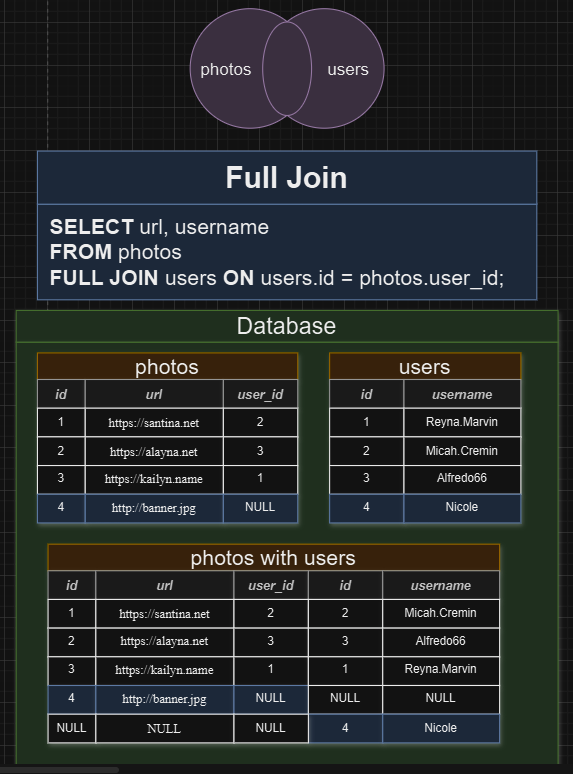 photos users
Full Join
SELECT url, username
FROM photos
FULL JOIN users ON users.id = photos.user_id;
Database
photos
id url user_id
1 https://santina.net 2
2 https://alayna.net 3
3 https://kailyn.name 1
4 http://banner.jpg NULL
users
id username
1 Reyna.Marvin
2 Micah.Cremin
3 Alfredo66
4 Nicole
photos with users
id url user_id id username
1 https://santina.net 2 2 Micah.Cremin
2 https://alayna.net 3 3 Alfredo66
3 https://kailyn.name 1 1 Reyna.Marvin
4 http://banner.jpg NULL NULL NULL
NULL NULL NULL 4 Nicole